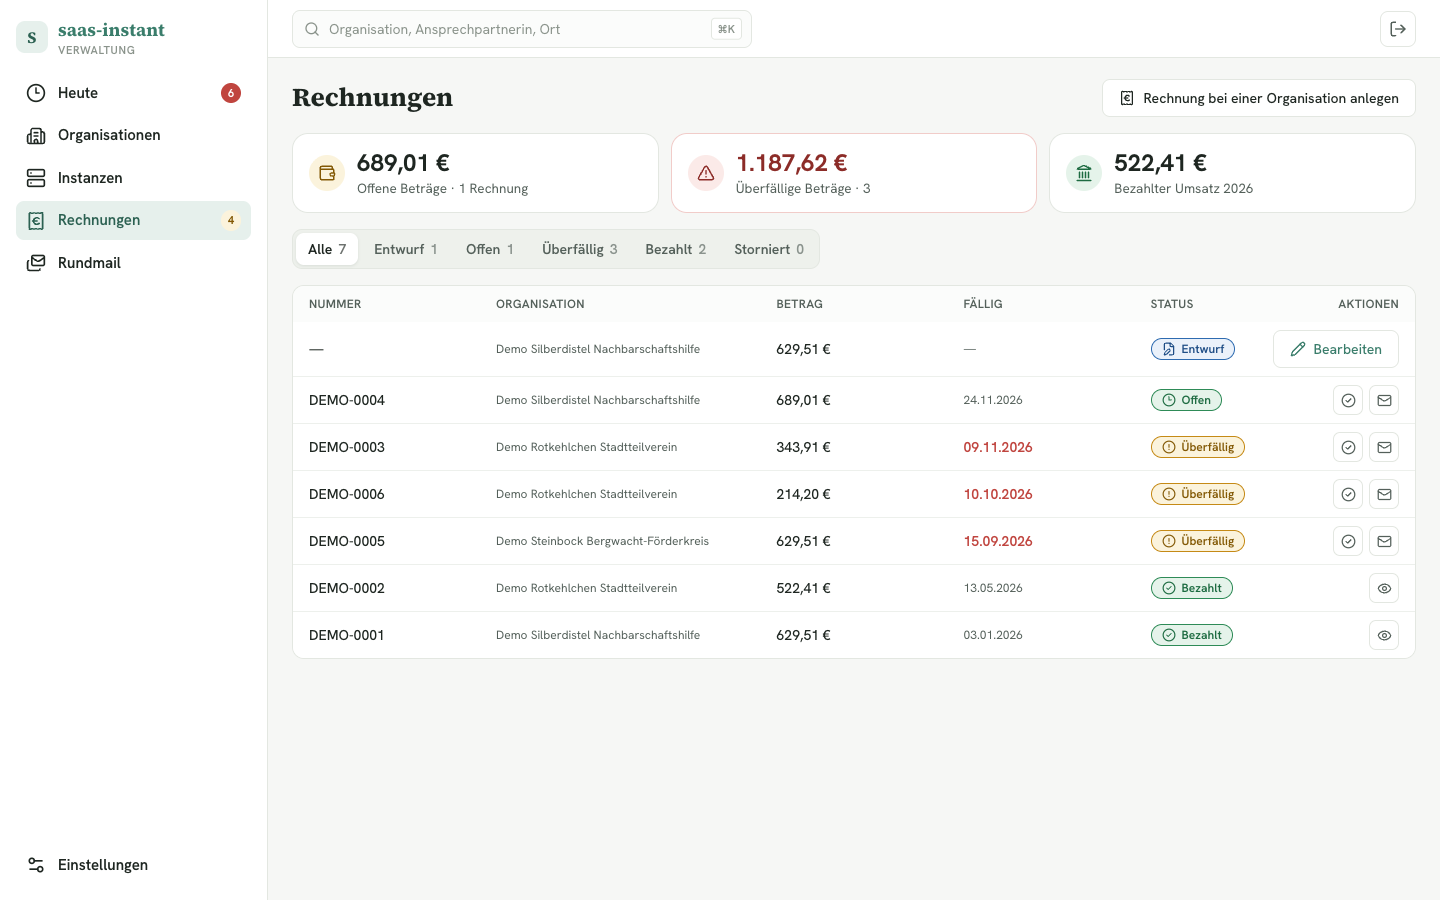 S
saas-instant
VERWALTUNG
Organisation, Ansprechpartnerin, Ort
⌘K
Heute 6
Organisationen
Instanzen
Rechnungen 4
Rundmail
Einstellungen
Rechnungen
Rechnung bei einer Organisation anlegen
689,01 €
Offene Beträge · 1 Rechnung
1.187,62 €
Überfällige Beträge · 3
522,41 €
Bezahlter Umsatz 2026
Alle 7 Entwurf 1 Offen 1 Überfällig 3 Bezahlt 2 Storniert 0
NUMMER ORGANISATION BETRAG FÄLLIG STATUS AKTIONEN
— Demo Silberdistel Nachbarschaftshilfe 629,51 € — Entwurf Bearbeiten
DEMO-0004 Demo Silberdistel Nachbarschaftshilfe 689,01 € 24.11.2026 Offen
DEMO-0003 Demo Rotkehlchen Stadtteilverein 343,91 € 09.11.2026 Überfällig
DEMO-0006 Demo Rotkehlchen Stadtteilverein 214,20 € 10.10.2026 Überfällig
DEMO-0005 Demo Steinbock Bergwacht-Förderkreis 629,51 € 15.09.2026 Überfällig
DEMO-0002 Demo Rotkehlchen Stadtteilverein 522,41 € 13.05.2026 Bezahlt
DEMO-0001 Demo Silberdistel Nachbarschaftshilfe 629,51 € 03.01.2026 Bezahlt